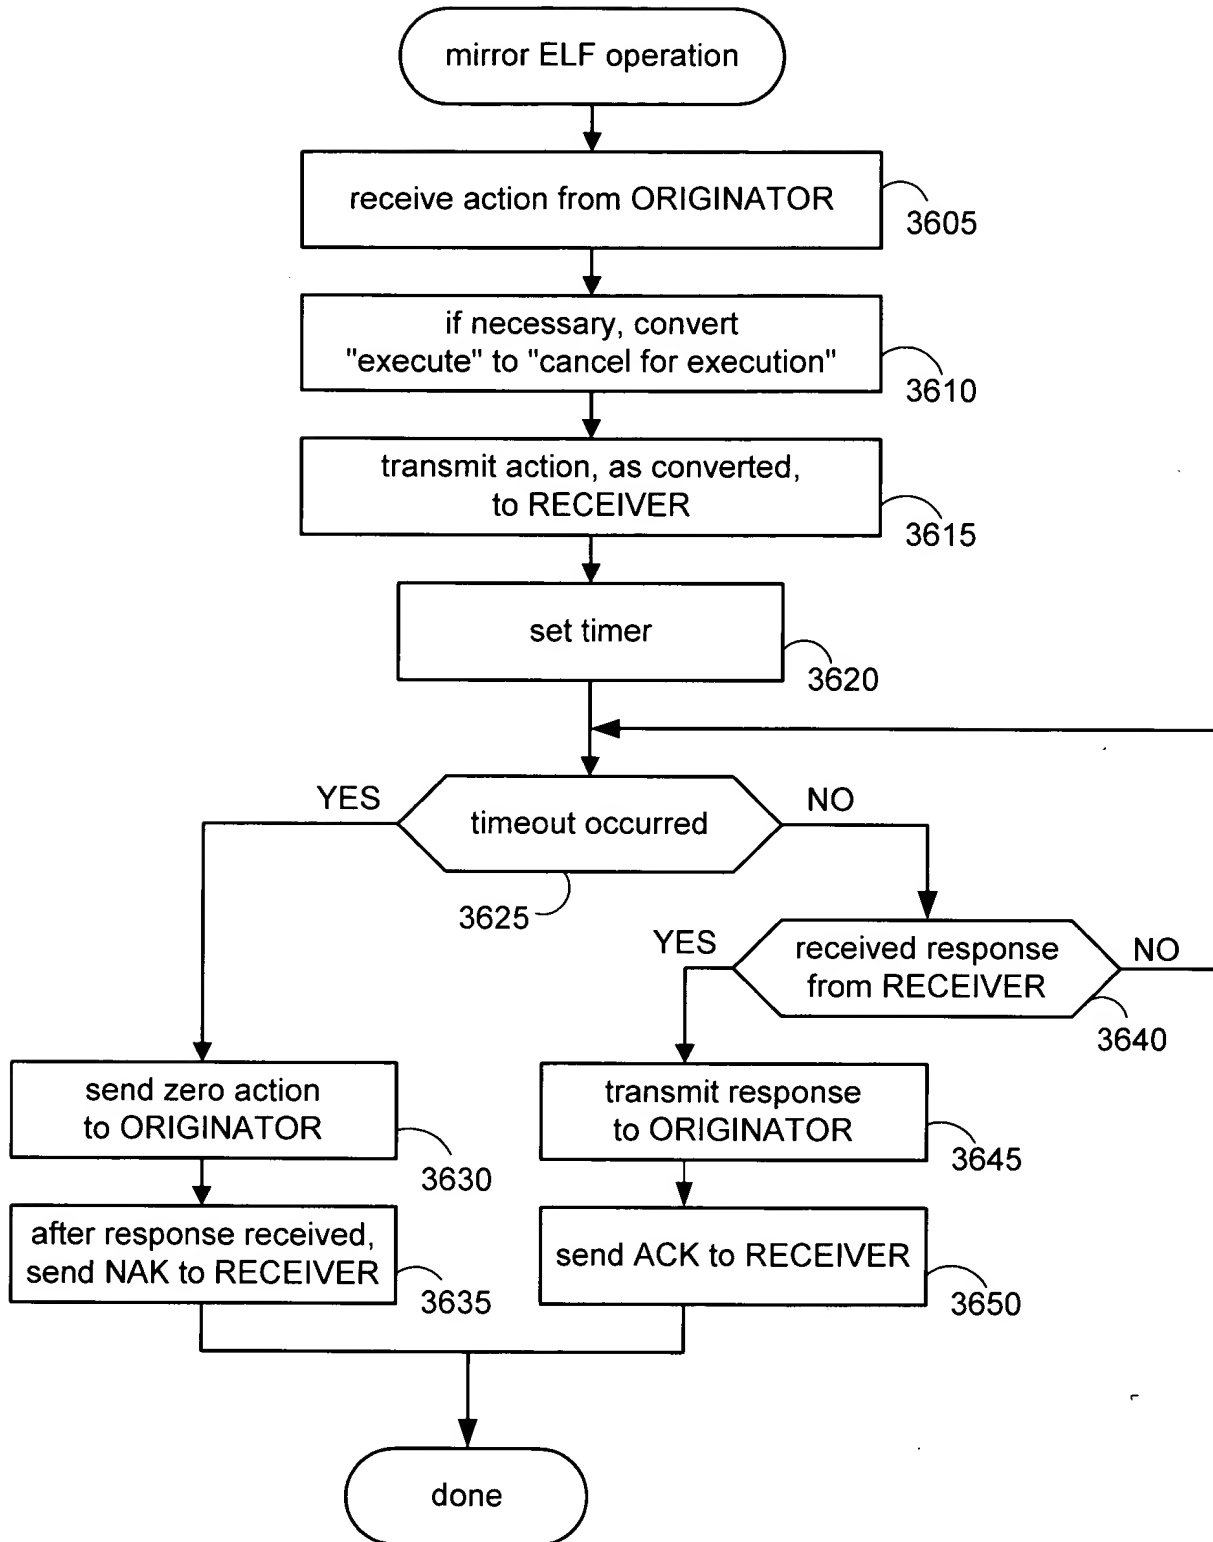 mirror ELF operation
receive action from ORIGINATOR
3605
if necessary, convert
"execute" to "cancel for execution"
3610
transmit action, as converted,
to RECEIVER
3615
set timer
3620
YES
NO
timeout occurred
3625
YES
received response
from RECEIVER
NO
3640
send zero action
to ORIGINATOR
3630
transmit response
to ORIGINATOR
3645
after response received,
send NAK to RECEIVER
3635
send ACK to RECEIVER
3650
done